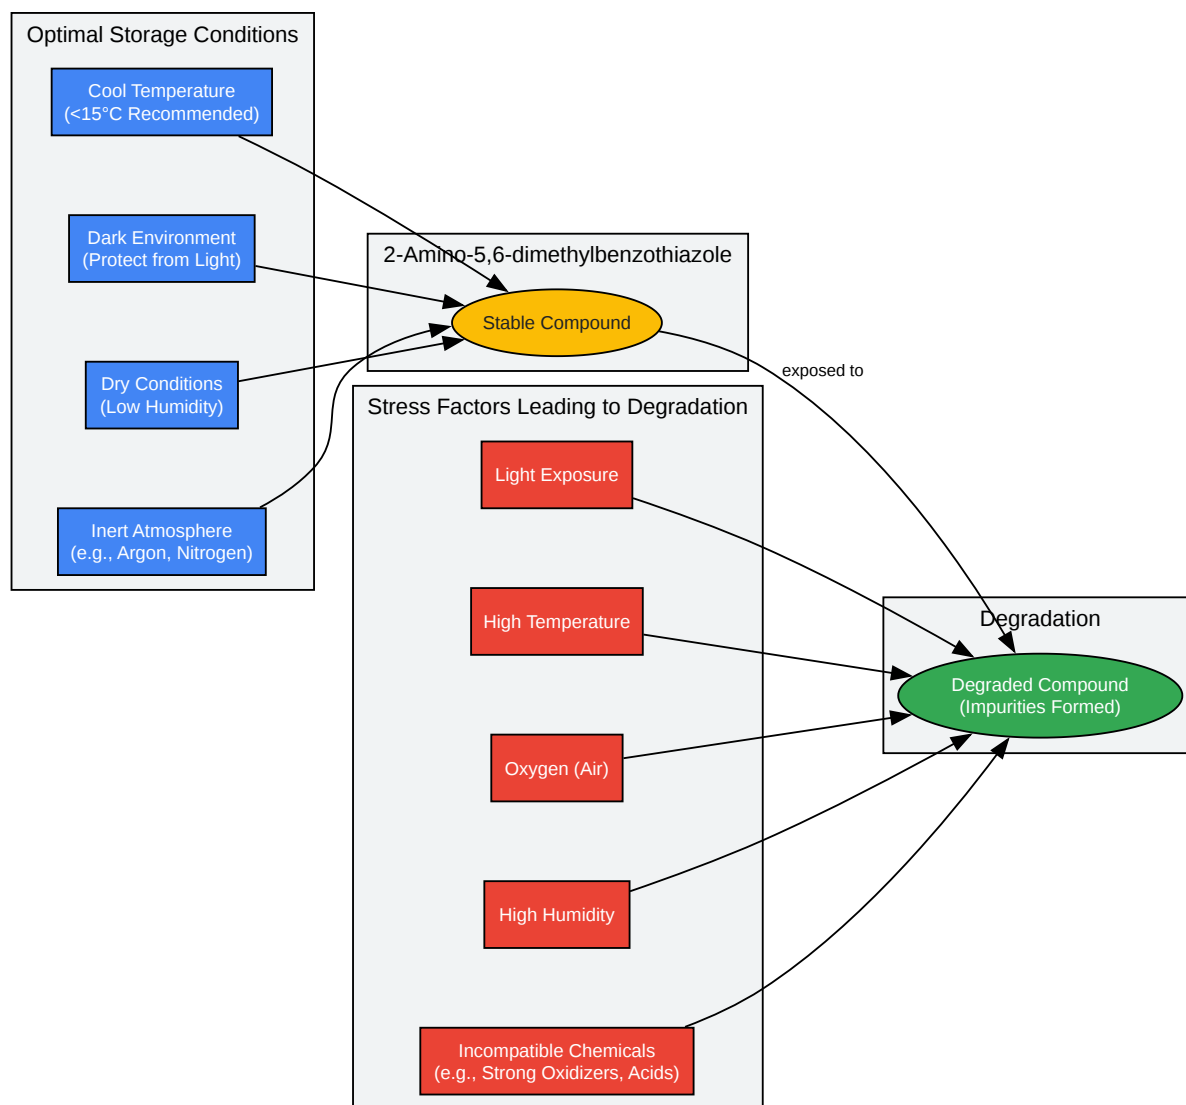 Optimal Storage Conditions
Cool Temperature
(<15°C Recommended)
Dark Environment
(Protect from Light)
Dry Conditions
(Low Humidity)
Inert Atmosphere
(e.g., Argon, Nitrogen)
2-Amino-5,6-dimethylbenzothiazole
Stable Compound
exposed to
Stress Factors Leading to Degradation
Light Exposure
High Temperature
Oxygen (Air)
High Humidity
Incompatible Chemicals
(e.g., Strong Oxidizers, Acids)
Degradation
Degraded Compound
(Impurities Formed)